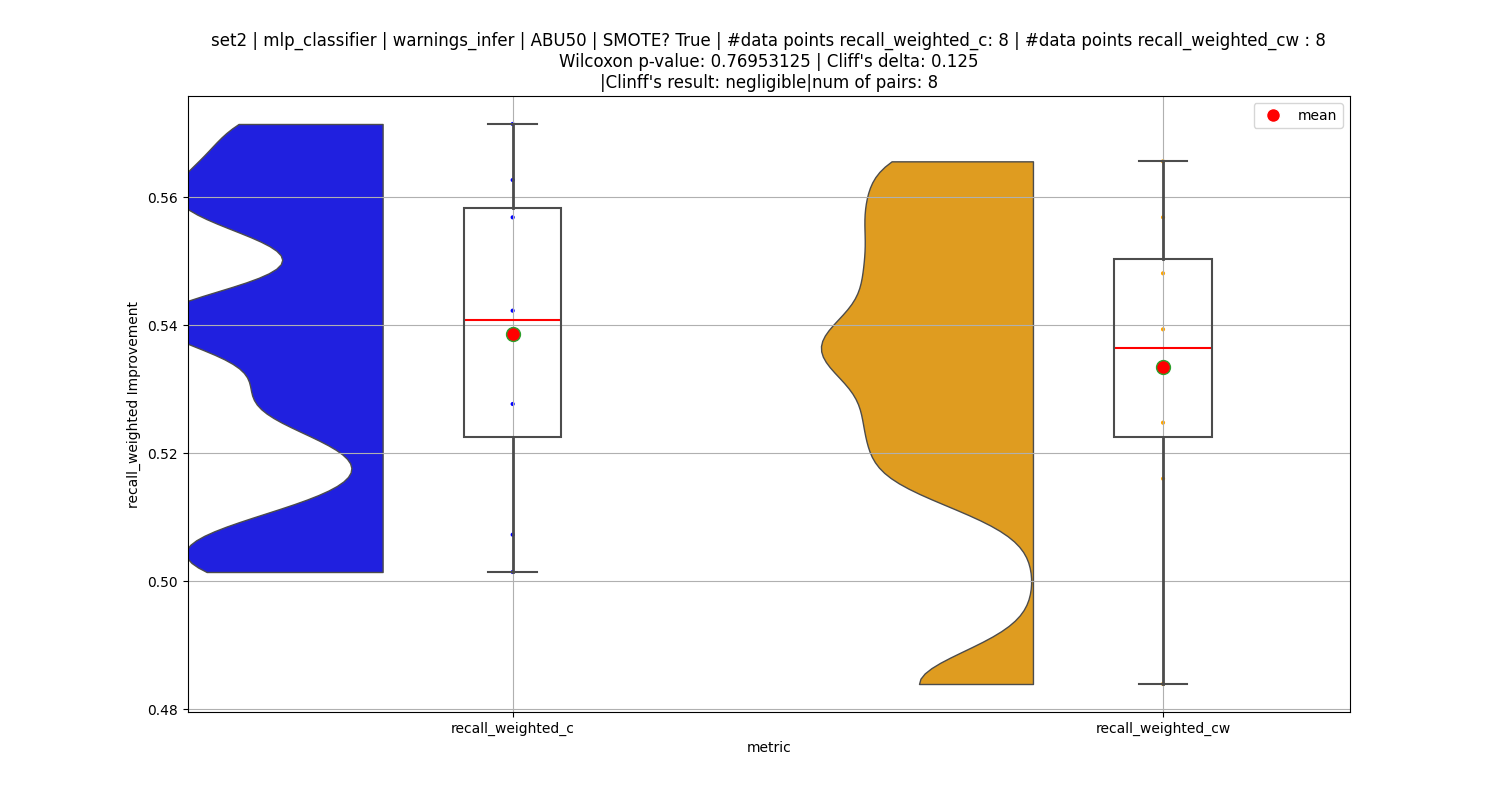 set2 | mlp_classifier | warnings_infer | ABU50 | SMOTE? True | #data points recall_weighted_c: 8 | #data points recall_weighted_cw : 8
Wilcoxon p-value: 0.76953125 | Cliff's delta: 0.125
|Clinff's result: negligible|num of pairs: 8
mean
recall_weighted Improvement
0.56
0.54
0.52
0.50
0.48
recall_weighted_c
recall_weighted_cw
metric